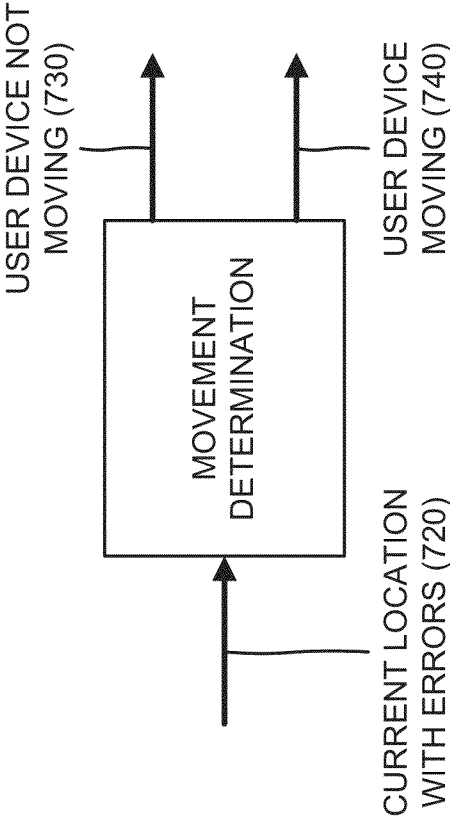 USER DEVICE NOT
MOVING (730)
USER DEVICE
MOVING (740)
MOVEMENT
DETERMINATION
CURRENT LOCATION
WITH ERRORS (720)